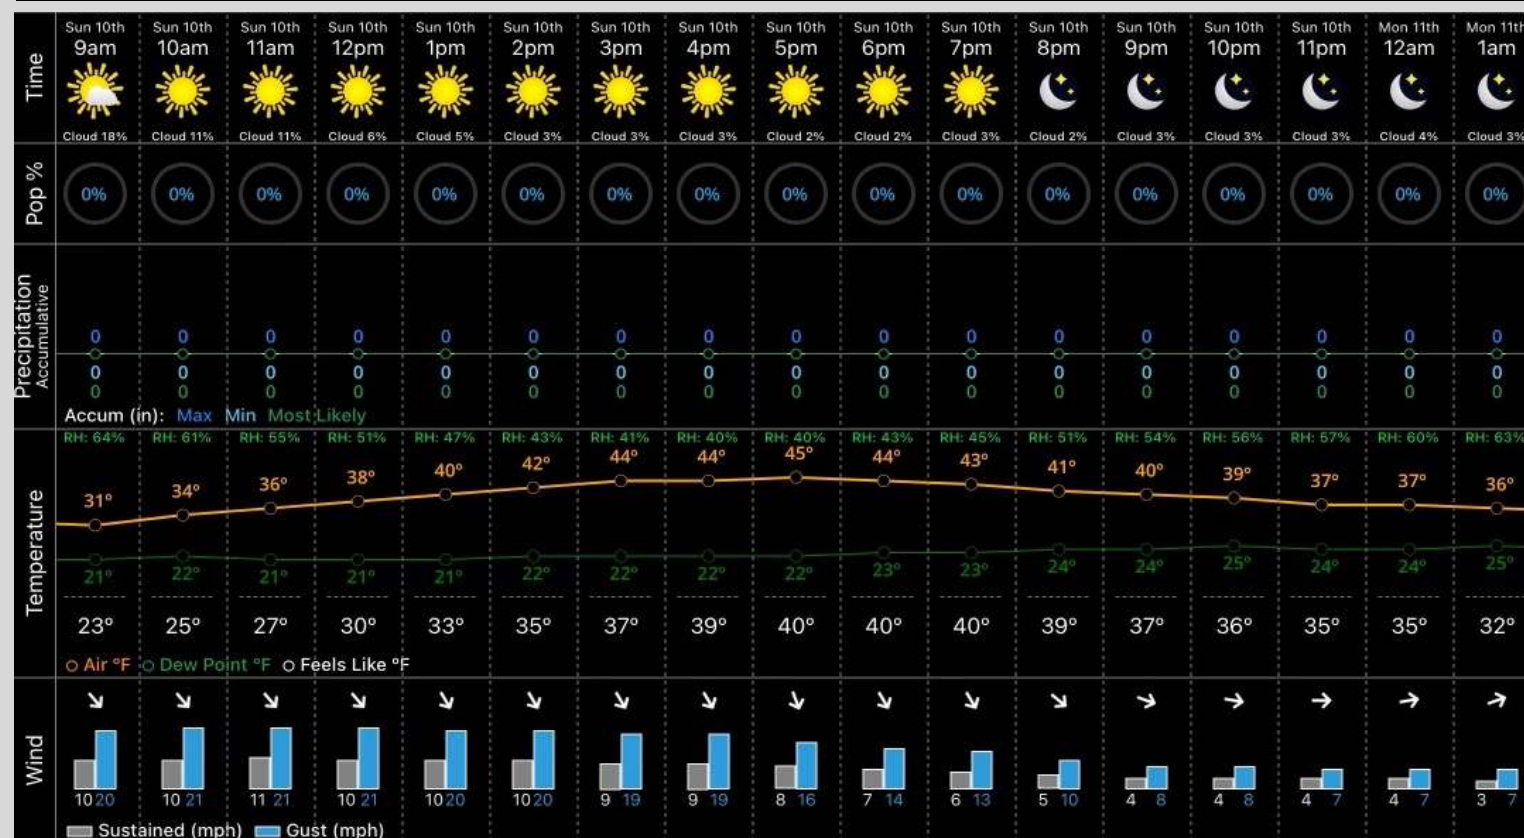 Sun 10th Sun 10th Sun 10th Sun 10th Sun 10th Sun 10th Sun 10th Sun 10th Sun 10th Sun 10th Sun 10th Sun 10th Sun 10th Sun 10th Sun 10th Mon 11th Mon 11th
9am 10am 11am 12pm 1pm 2pm 3pm 4pm 5pm 6pm 7pm 8pm 9pm 10pm 11pm 12am 1am
Time
Cloud 18% Cloud 11% Cloud 11% Cloud 6% Cloud 5% Cloud 3% Cloud 3% Cloud 3% Cloud 2% Cloud 2% Cloud 3% Cloud 2% Cloud 3% Cloud 3% Cloud 3% Cloud 4% Cloud 3%
Pop %
0% 0% 0% 0% 0% 0% 0% 0% 0% 0% 0% 0% 0% 0% 0% 0% 0%
Precipitation
Accumulative
0 0 0 0 0 0 0 0 0 0 0 0 0 0 0 0 0
0 0 0 0 0 0 0 0 0 0 0 0 0 0 0 0 0
0 0 0 0 0 0 0 0 0 0 0 0 0 0 0 0 0
Accum (in): Max Min Most Likely
RH: 64% RH: 61% RH: 55% RH: 51% RH: 47% RH: 43% RH: 41% RH: 40% RH: 40% RH: 43% RH: 45% RH: 51% RH: 54% RH: 56% RH: 57% RH: 60% RH: 63%
Temperature
31° 34° 36° 38° 40° 42° 44° 44° 45° 44° 43° 41° 40° 39° 37° 37° 36°
21° 22° 21° 21° 21° 22° 22° 22° 22° 23° 23° 24° 24° 25° 24° 24° 25°
23° 25° 27° 30° 33° 35° 37° 39° 40° 40° 40° 39° 37° 36° 35° 35° 32°
Air °F Dew Point °F Feels Like °F
Wind
10 20 10 21 11 21 10 21 10 20 10 20 9 19 9 19 8 16 7 14 6 13 5 10 4 8 4 8 4 7 4 7 3 7
Sustained (mph) Gust (mph)